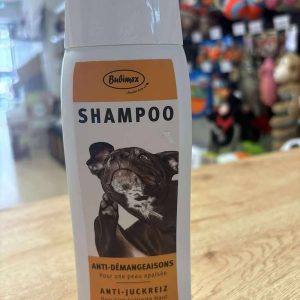 Bubimex
SHAMPOO
ANTI-DÉMANGEAISONS
Pour une peau apaisée
ANTI-JUCKREIZ